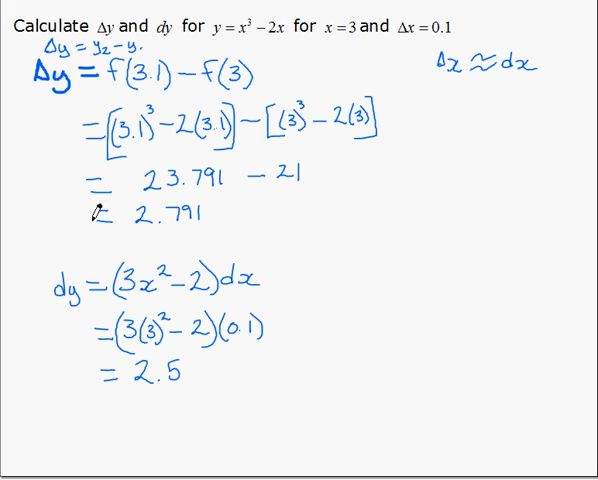 Calculate Δy and dy for y = x³ − 2x for x = 3 and Δx = 0.1
Δy = y₂ − y.
Δy = f(3.1) − f(3)
Δx ≈ dx
= [(3.1)³ − 2(3.1)] − [(3)³ − 2(3)]
= 23.791 − 21
= 2.791
dy = (3x² − 2)dx
= (3(3)² − 2)(0.1)
= 2.5